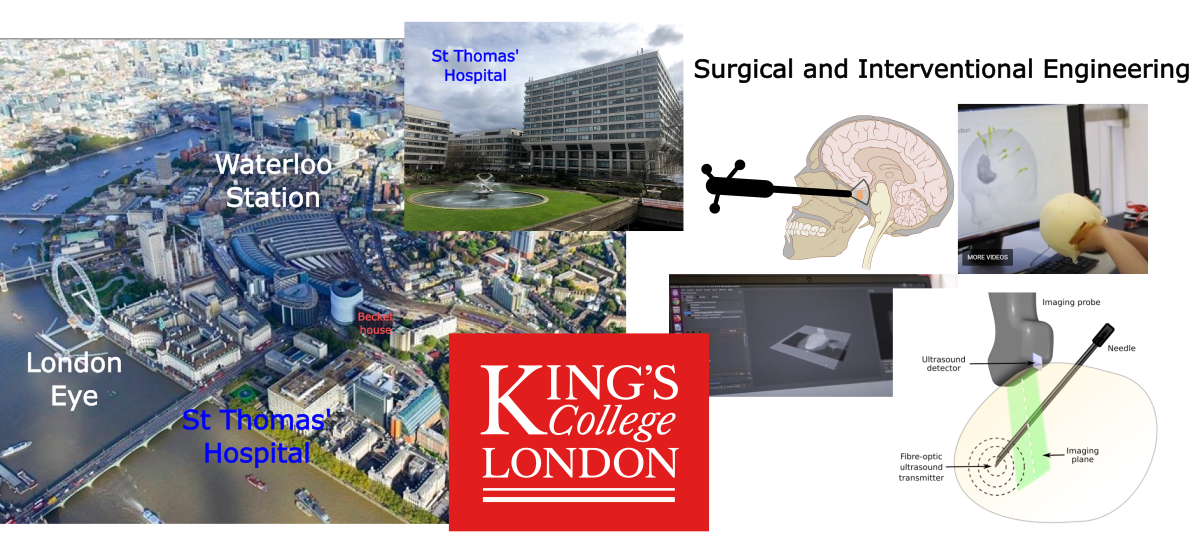 St Thomas'
Hospital
Surgical and Interventional Engineering
Waterloo
Station
MORE VIDEOS
Becket
house
London
Eye
St Thomas'
Hospital
KING'S
College
LONDON
Imaging probe
Needle
Ultrasound
detector
Imaging
plane
Fibre-optic
ultrasound
transmitter